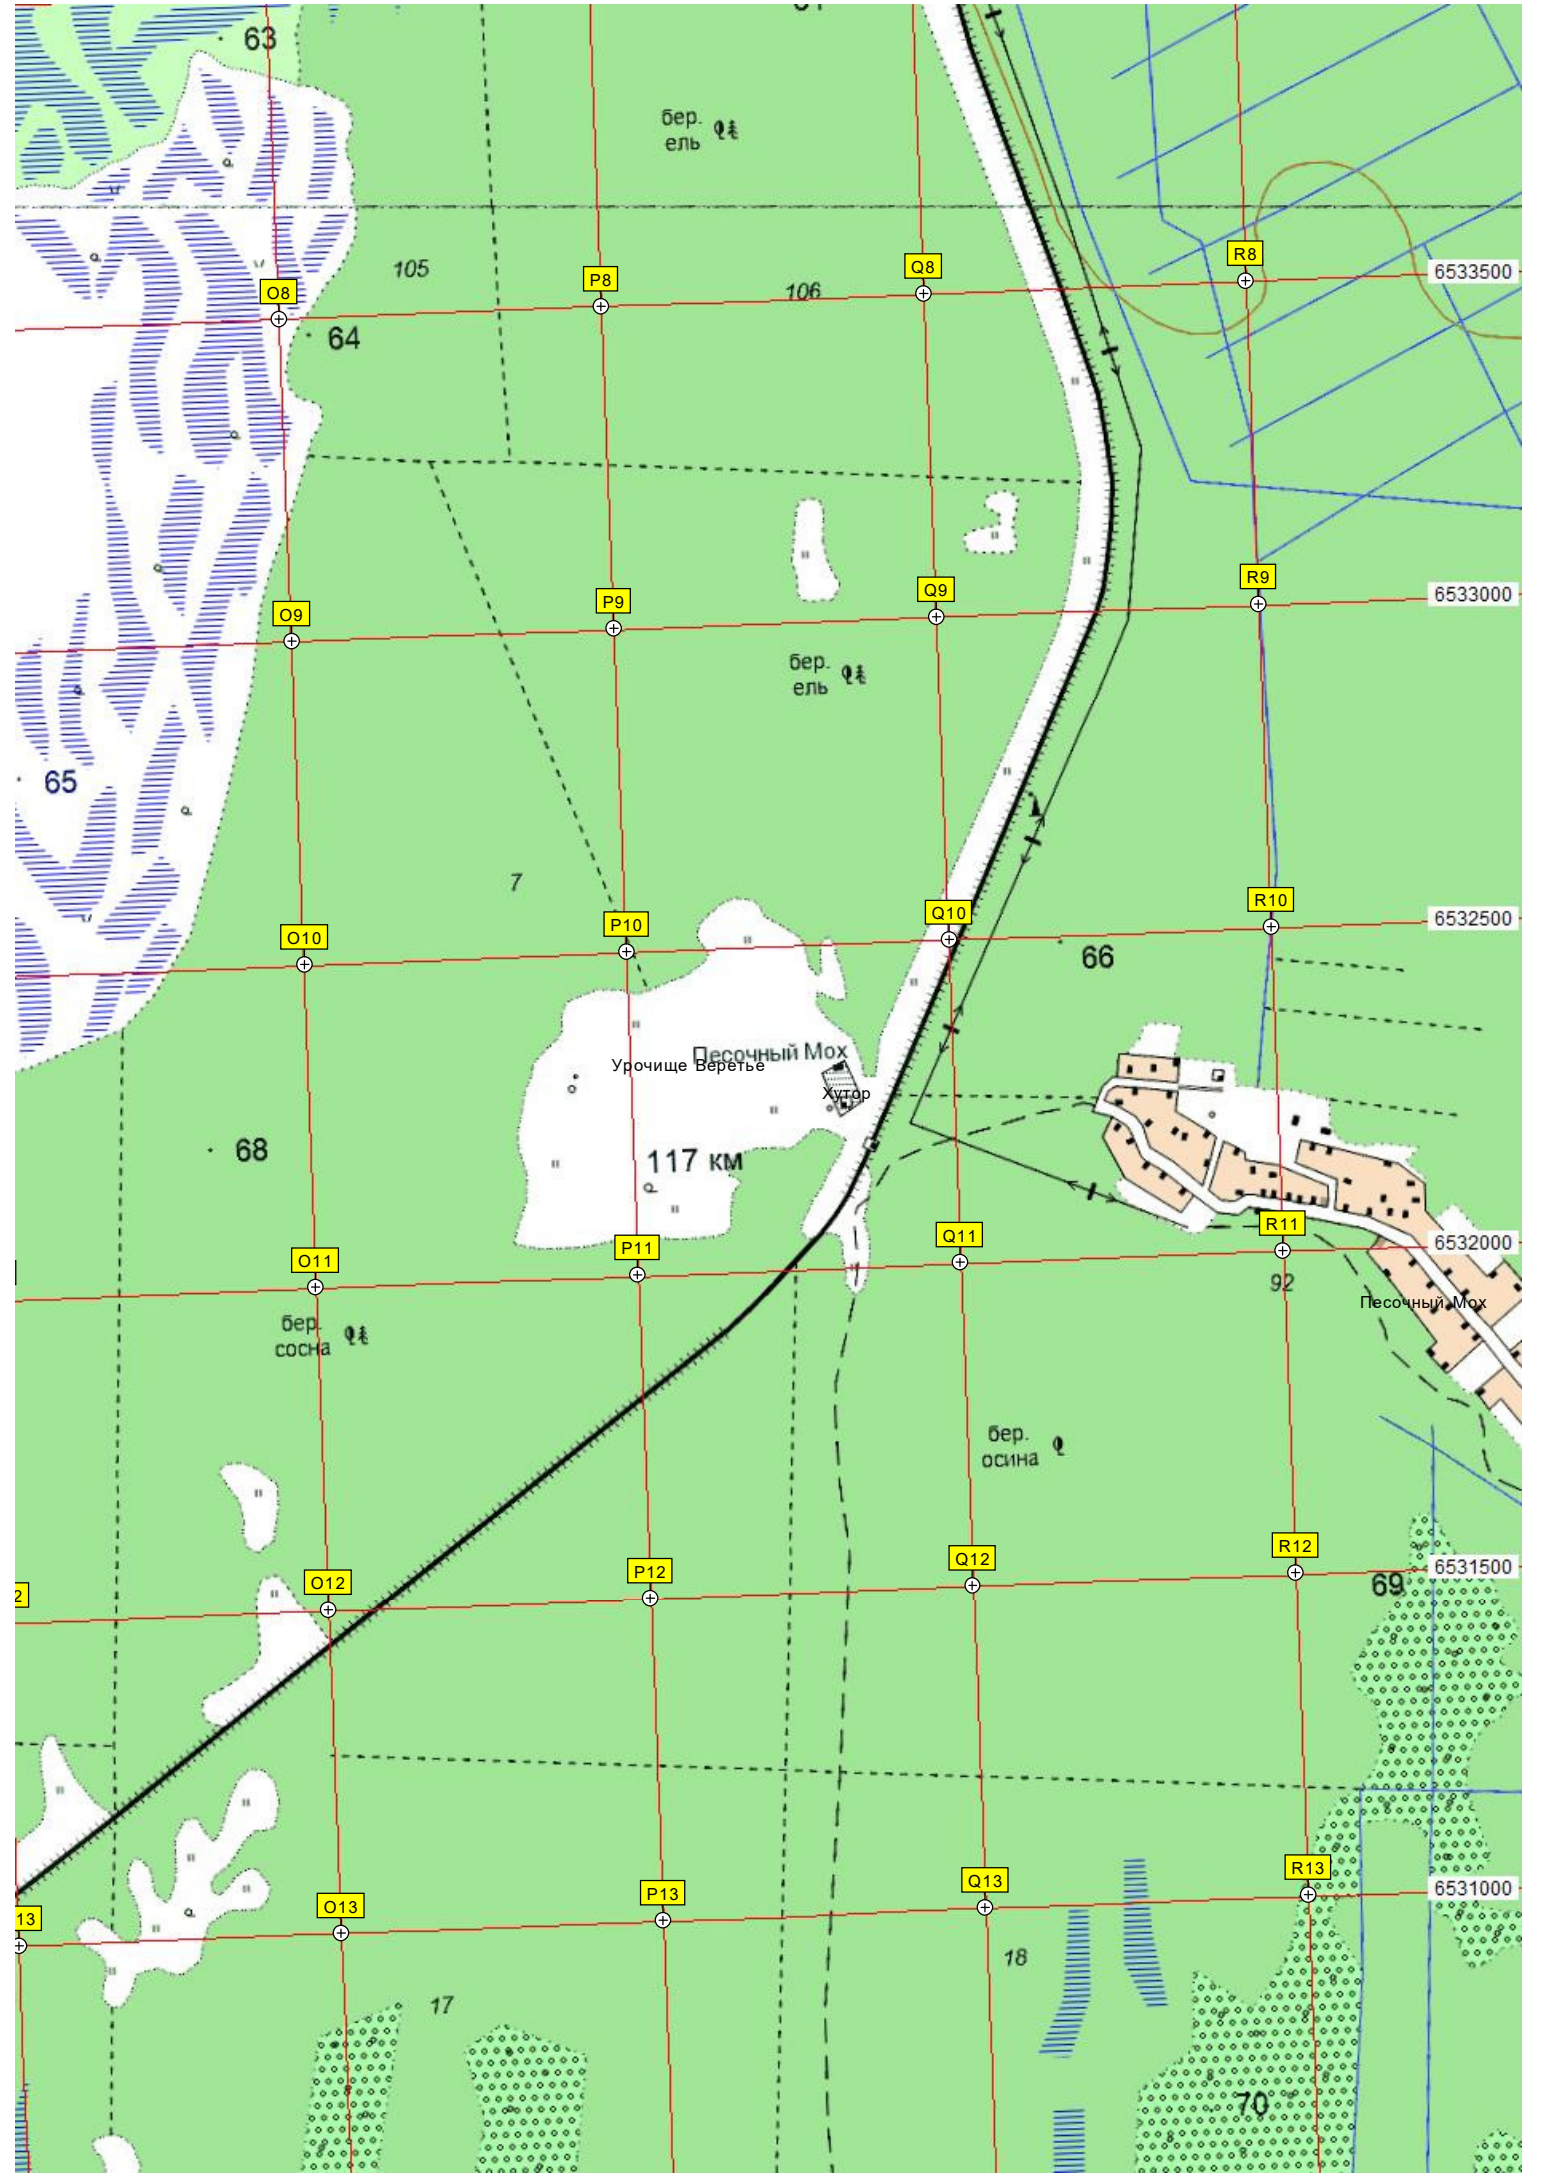 63
бер.
ель
105
106
O8
P8
Q8
R8
6533500
64
O9
P9
Q9
R9
6533000
бер.
ель
65
7
O10
P10
Q10
R10
6532500
66
Песочный Мох
Урочище Веретье
Хутор
68
117 км
O11
P11
Q11
R11
6532000
92
Песочный Мох
бер.
сосна
бер.
осина
2
O12
P12
Q12
R12
6531500
69
13
O13
P13
Q13
R13
6531000
18
17
70